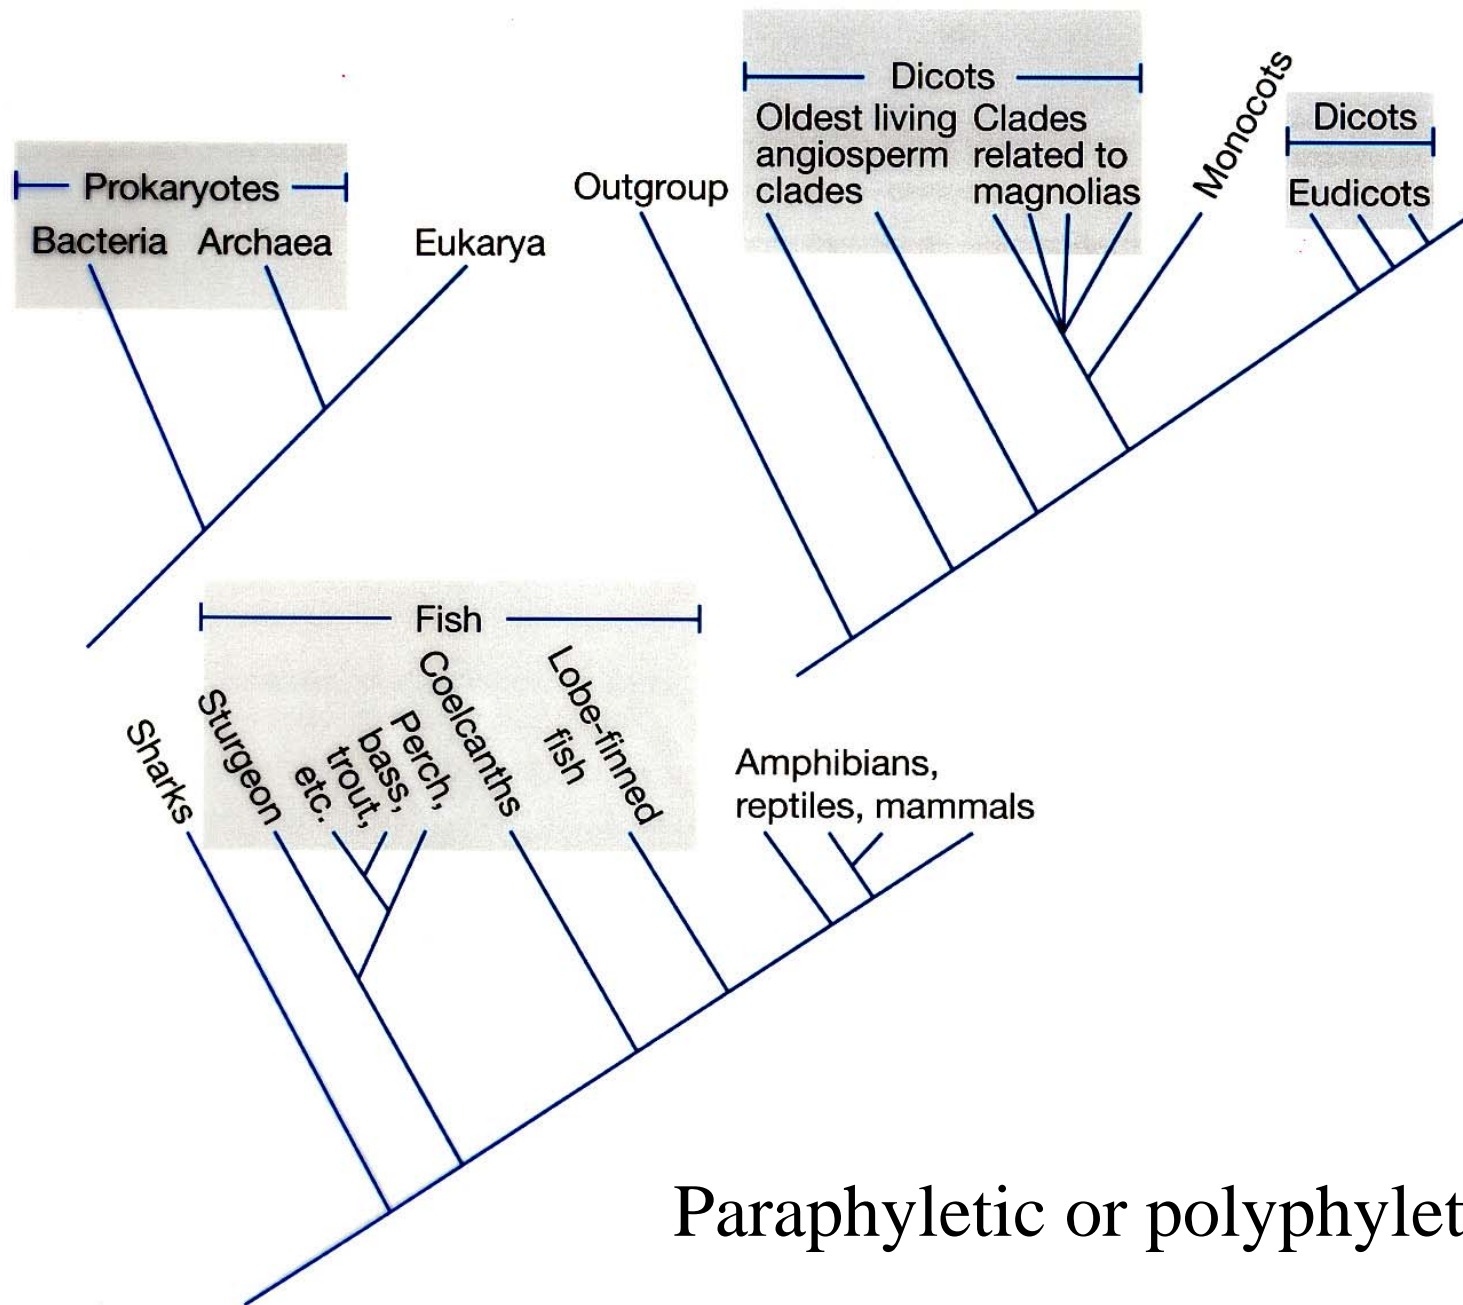 Prokaryotes
Bacteria Archaea
Eukarya
Outgroup
Dicots
Oldest living
angiosperm
clades
Clades
related to
magnolias
Monocots
Dicots
Eudicots
Fish
Sharks
Sturgeon
Perch,
bass,
trout,
etc.
Coelcanths
Lobe-finned
fish
Amphibians,
reptiles, mammals
Paraphyletic or polyphylet